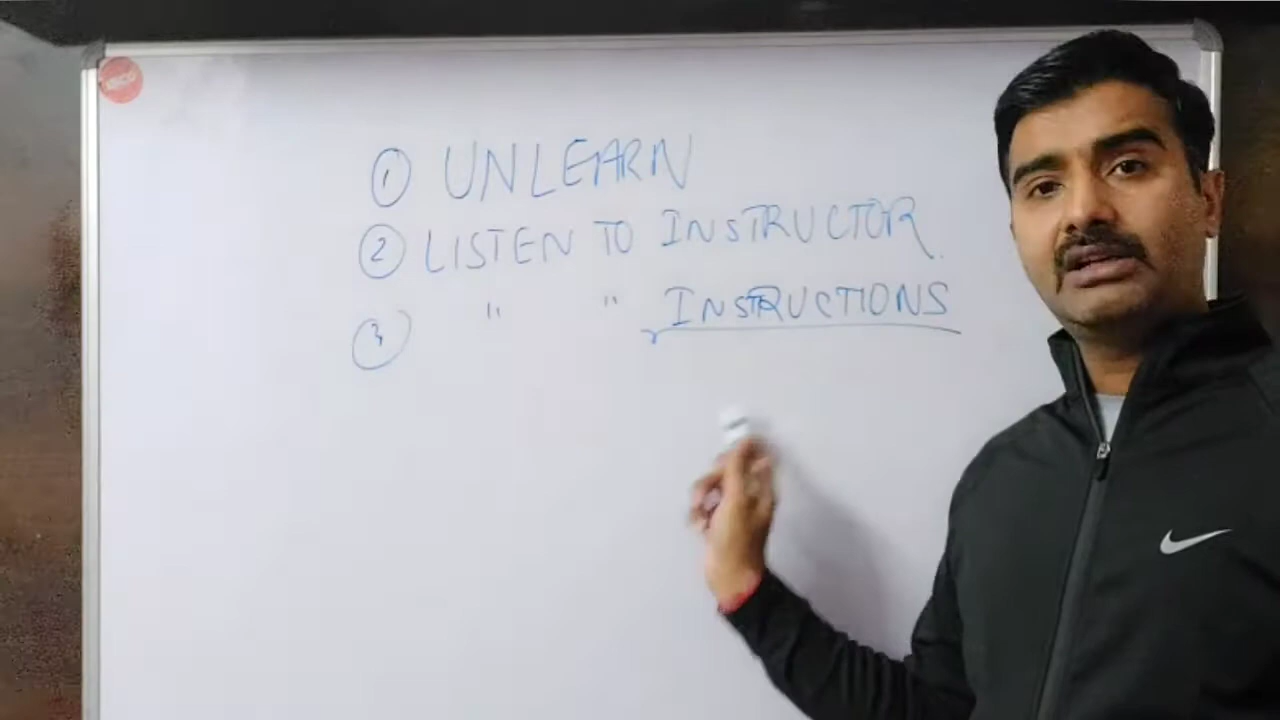 ① UNLEARN
② LISTEN TO INSTRUCTOR.
③ " " INSTRUCTIONS